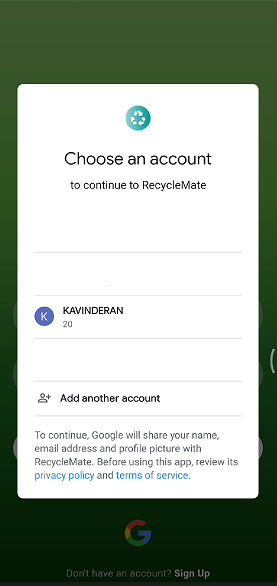 Choose an account
to continue to RecycleMate
K
KAVINDERAN
20
Add another account
To continue, Google will share your name,
email address and profile picture with
RecycleMate. Before using this app, review its
privacy policy and terms of service.
Don't have an account? Sign Up